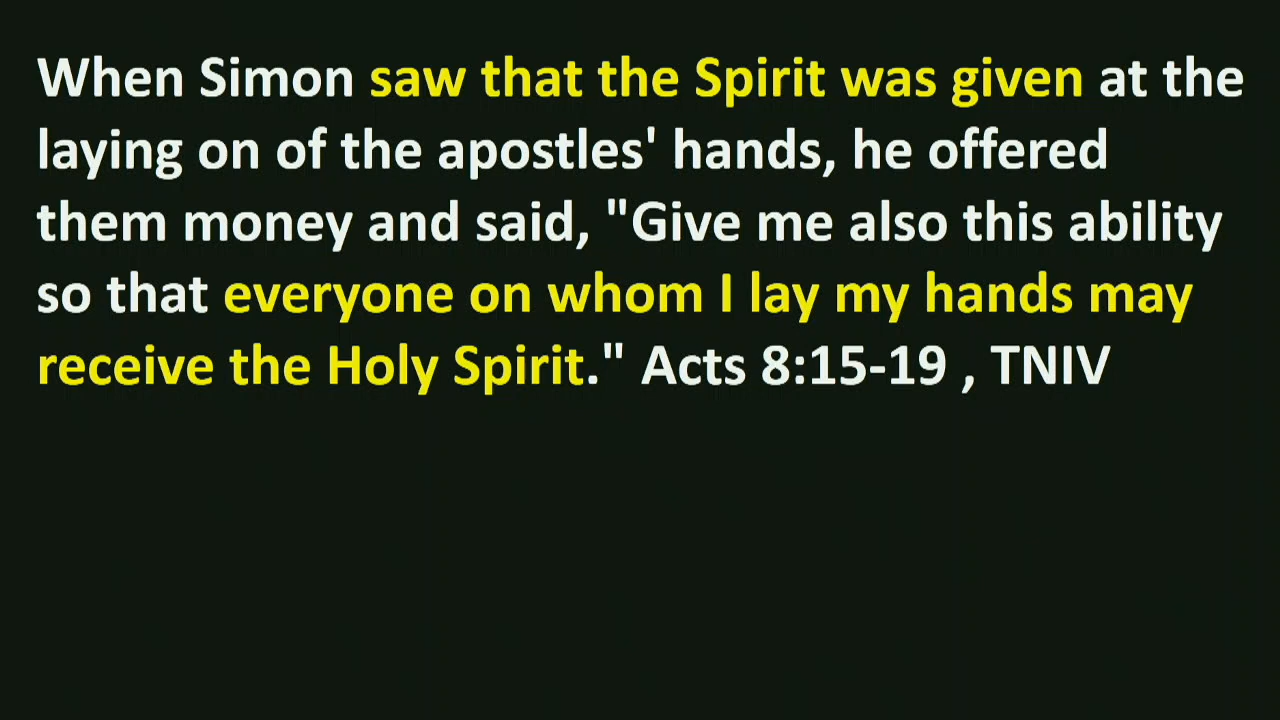 When Simon saw that the Spirit was given at the
laying on of the apostles' hands, he offered
them money and said, "Give me also this ability
so that everyone on whom I lay my hands may
receive the Holy Spirit." Acts 8:15-19 , TNIV